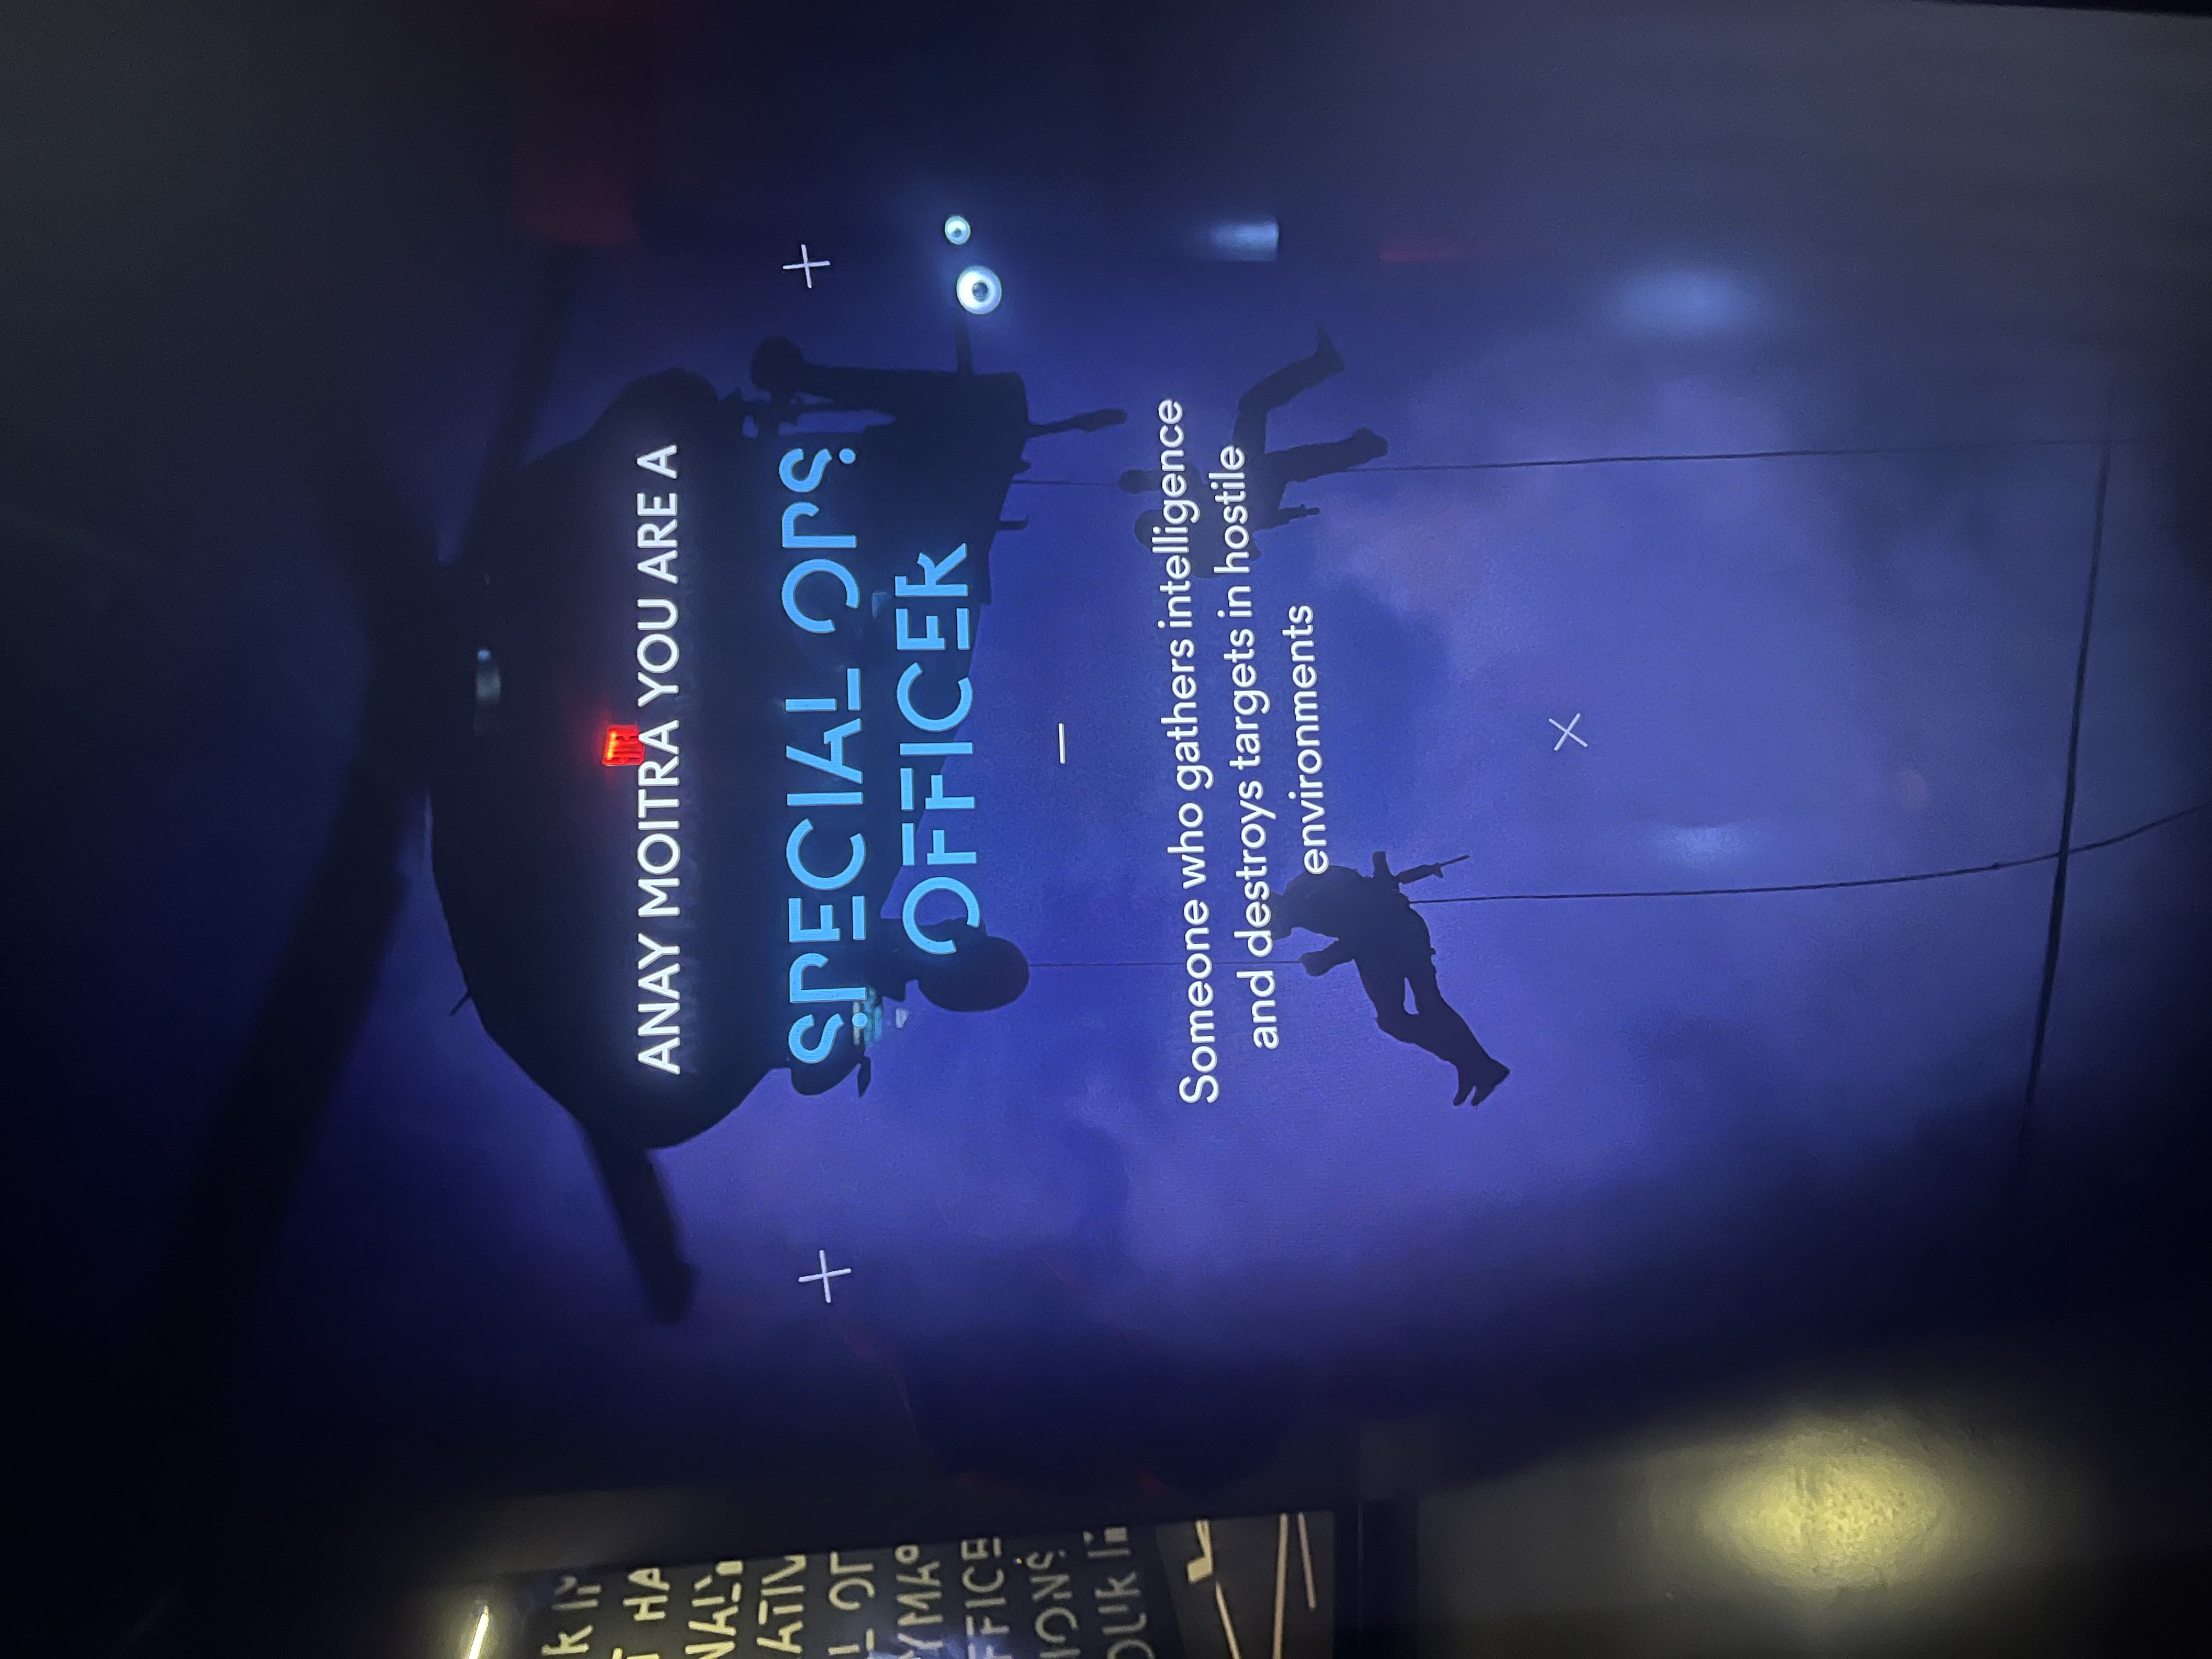 ANAY MOITRA YOU ARE A
SPECIAL OPS
OFFICER
Someone who gathers intelligence
and destroys targets in hostile
environments